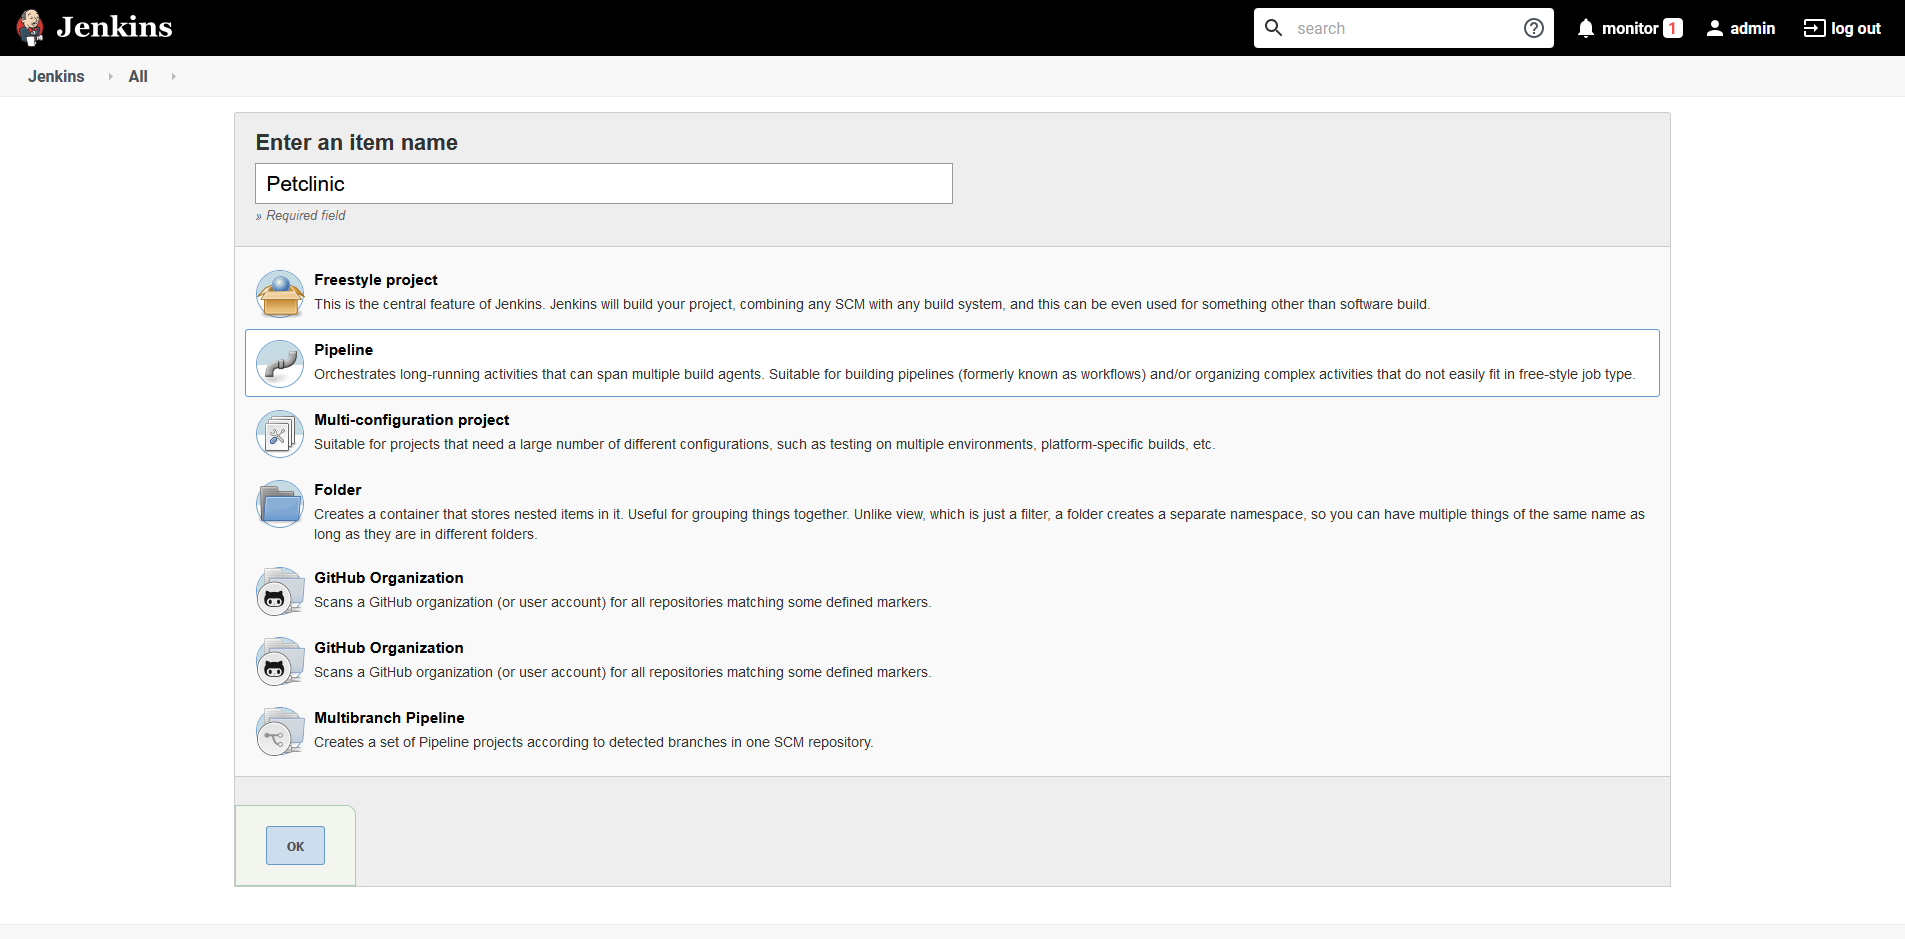 Jenkins
search
monitor 1
admin
log out
Jenkins
All
Enter an item name
Petclinic
» Required field
Freestyle project
This is the central feature of Jenkins. Jenkins will build your project, combining any SCM with any build system, and this can be even used for something other than software build.
Pipeline
Orchestrates long-running activities that can span multiple build agents. Suitable for building pipelines (formerly known as workflows) and/or organizing complex activities that do not easily fit in free-style job type.
Multi-configuration project
Suitable for projects that need a large number of different configurations, such as testing on multiple environments, platform-specific builds, etc.
Folder
Creates a container that stores nested items in it. Useful for grouping things together. Unlike view, which is just a filter, a folder creates a separate namespace, so you can have multiple things of the same name as
long as they are in different folders.
GitHub Organization
Scans a GitHub organization (or user account) for all repositories matching some defined markers.
GitHub Organization
Scans a GitHub organization (or user account) for all repositories matching some defined markers.
Multibranch Pipeline
Creates a set of Pipeline projects according to detected branches in one SCM repository.
OK